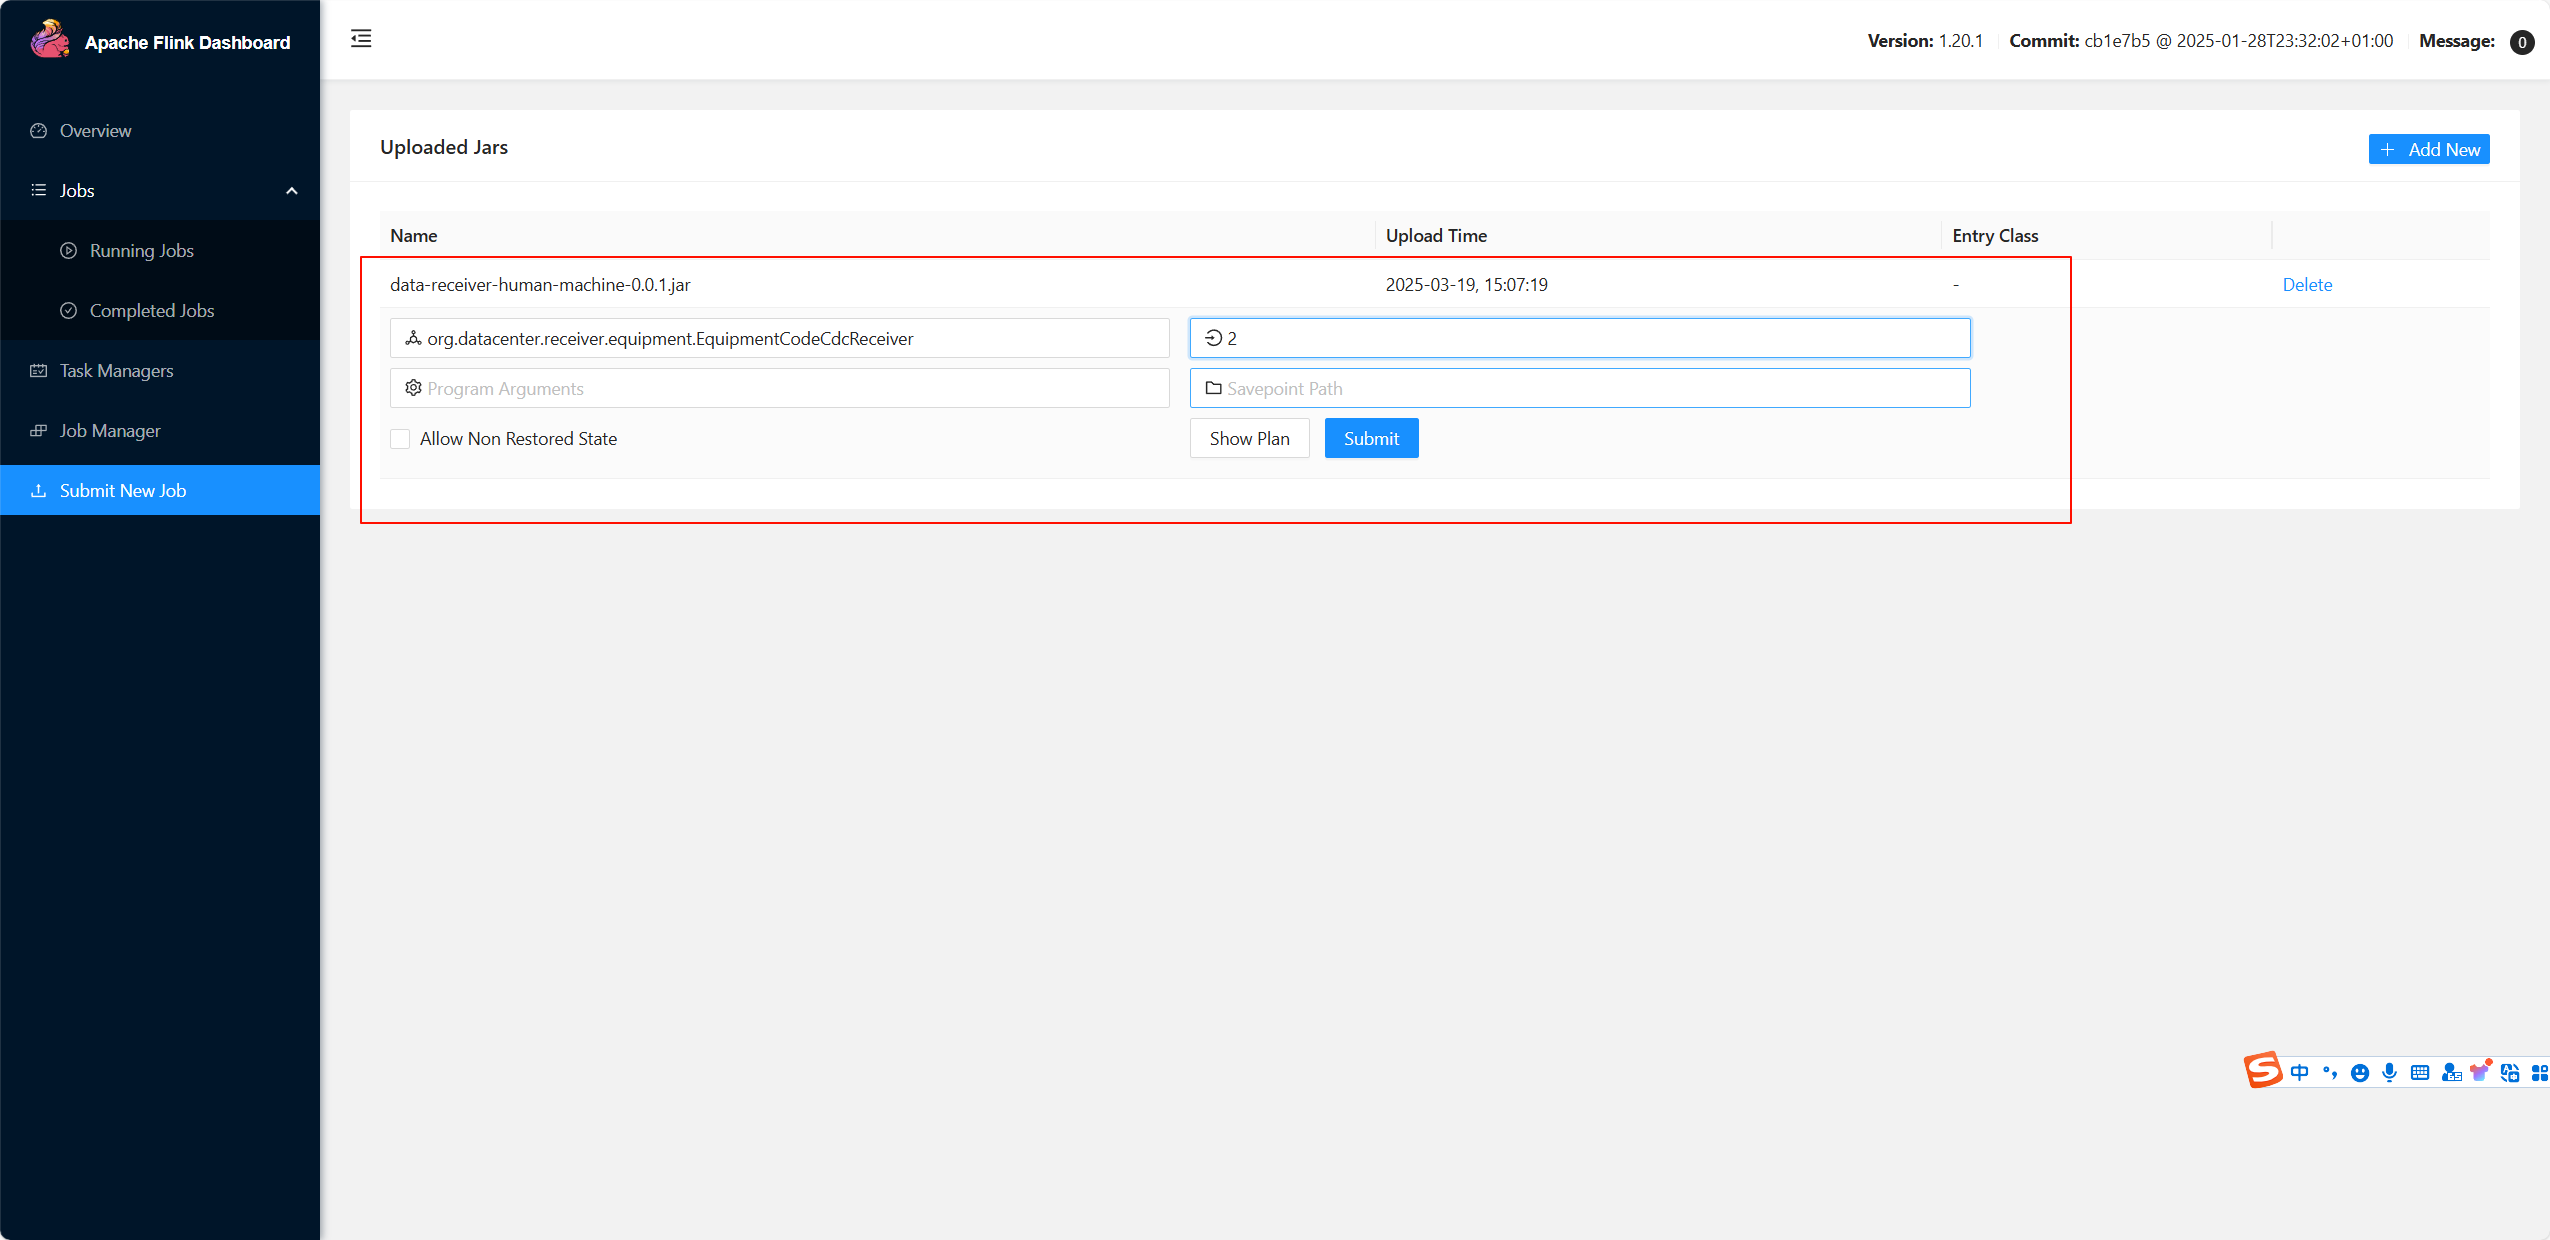 Apache Flink Dashboard
Version: 1.20.1 Commit: cb1e7b5 @ 2025-01-28T23:32:02+01:00 Message: 0
Overview
Jobs
Running Jobs
Completed Jobs
Task Managers
Job Manager
Submit New Job
Uploaded Jars
Add New
Name Upload Time Entry Class
data-receiver-human-machine-0.0.1.jar 2025-03-19, 15:07:19 - Delete
org.datacenter.receiver.equipment.EquipmentCodeCdcReceiver 2
Program Arguments Savepoint Path
Allow Non Restored State Show Plan Submit
中